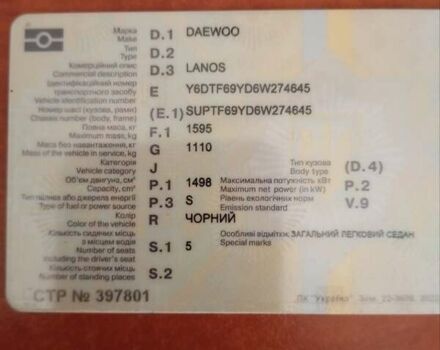 Марка
Make D.1 DAEWOO
Тип
Type D.2
Комерційний опис
Commercial description D.3 LANOS
Ідентифікаційний номер
транспортного засобу E Y6DTF69YD6W274645
Vehicle identification number
Номер шасі (кузова, рами) (E.1) SUPTF69YD6W274645
Chassis number (body, frame)
Повна маса, кг F.1 1595
Maximum mass, kg
Маса без навантаження, кг G 1110
Mass of the vehicle in service, kg
Категорія Тип кузова
Vehicle category J Body type (D.4)
Об'єм двигуна, см³ P.1 1498 Максимальна потужність кВт P.2
Capacity, cm³ Maximum net power (in kW)
Тип палива або джерела енергії P.3 S Рівень екологічних норм V.9
Type of fuel or power source Emission standard
Колір R ЧОРНИЙ
Color of the vehicle
Кількість сидячих місць Особливі відмітки ЗАГАЛЬНИЙ ЛЕГКОВИЙ СЕДАН
з місцем водія S.1 5 Special marks
Number of seats
including the driver's seat
Кількість стоячих місць S.2
Number of standing places
СТР № 397801
ПК "Україна"